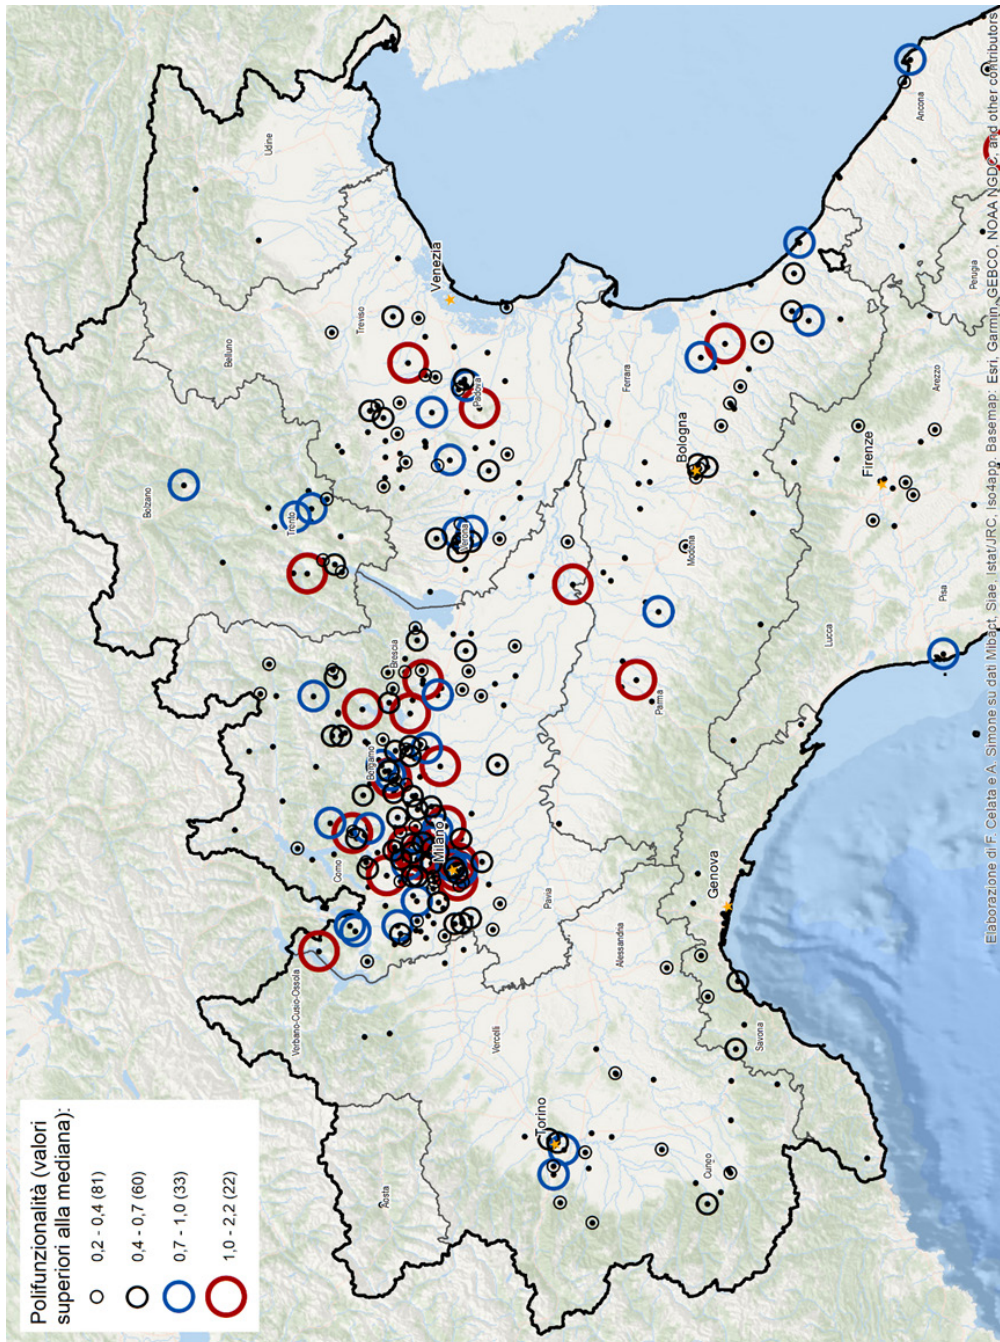 Polifunzionalità (valori
superiori alla mediana):
0,2 - 0,4 (81)
0,4 - 0,7 (60)
0,7 - 1,0 (33)
1,0 - 2,2 (22)
Bolzano
Belluno
Udine
Trento
Verbano-Cusio-Ossola
Como
Bergamo
Brescia
Treviso
Aosta
Milano
Verona
Padova
Venezia
Vercelli
Pavia
Torino
Alessandria
Parma
Modena
Ferrara
Bologna
Cuneo
Genova
Savona
Lucca
Pisa
Firenze
Arezzo
Ancona
Perugia
Elaborazione di F. Celata e A. Simone su dati Mibact, Siae, Istat/JRC, Iso4app. Basemap: Esri, Garmin, GEBCO, NOAA NGDC, and other contributors